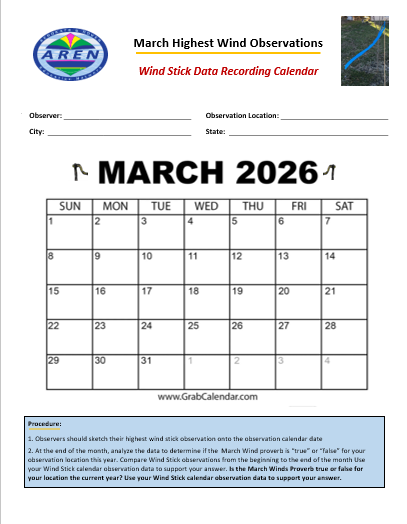 AREN
March Highest Wind Observations
Wind Stick Data Recording Calendar
Observer: Observation Location:
City: State:
MARCH 2026
SUN MON TUE WED THU FRI SAT
1 2 3 4 5 6 7
8 9 10 11 12 13 14
15 16 17 18 19 20 21
22 23 24 25 26 27 28
29 30 31 1 2 3 4
www.GrabCalendar.com
Procedure:
1. Observers should sketch their highest wind stick observation onto the observation calendar date
2. At the end of the month, analyze the data to determine if the March Wind proverb is "true" or "false" for your
observation location this year. Compare Wind Stick observations from the beginning to the end of the month Use
your Wind Stick calendar observation data to support your answer. Is the March Winds Proverb true or false for
your location the current year? Use your Wind Stick calendar observation data to support your answer.